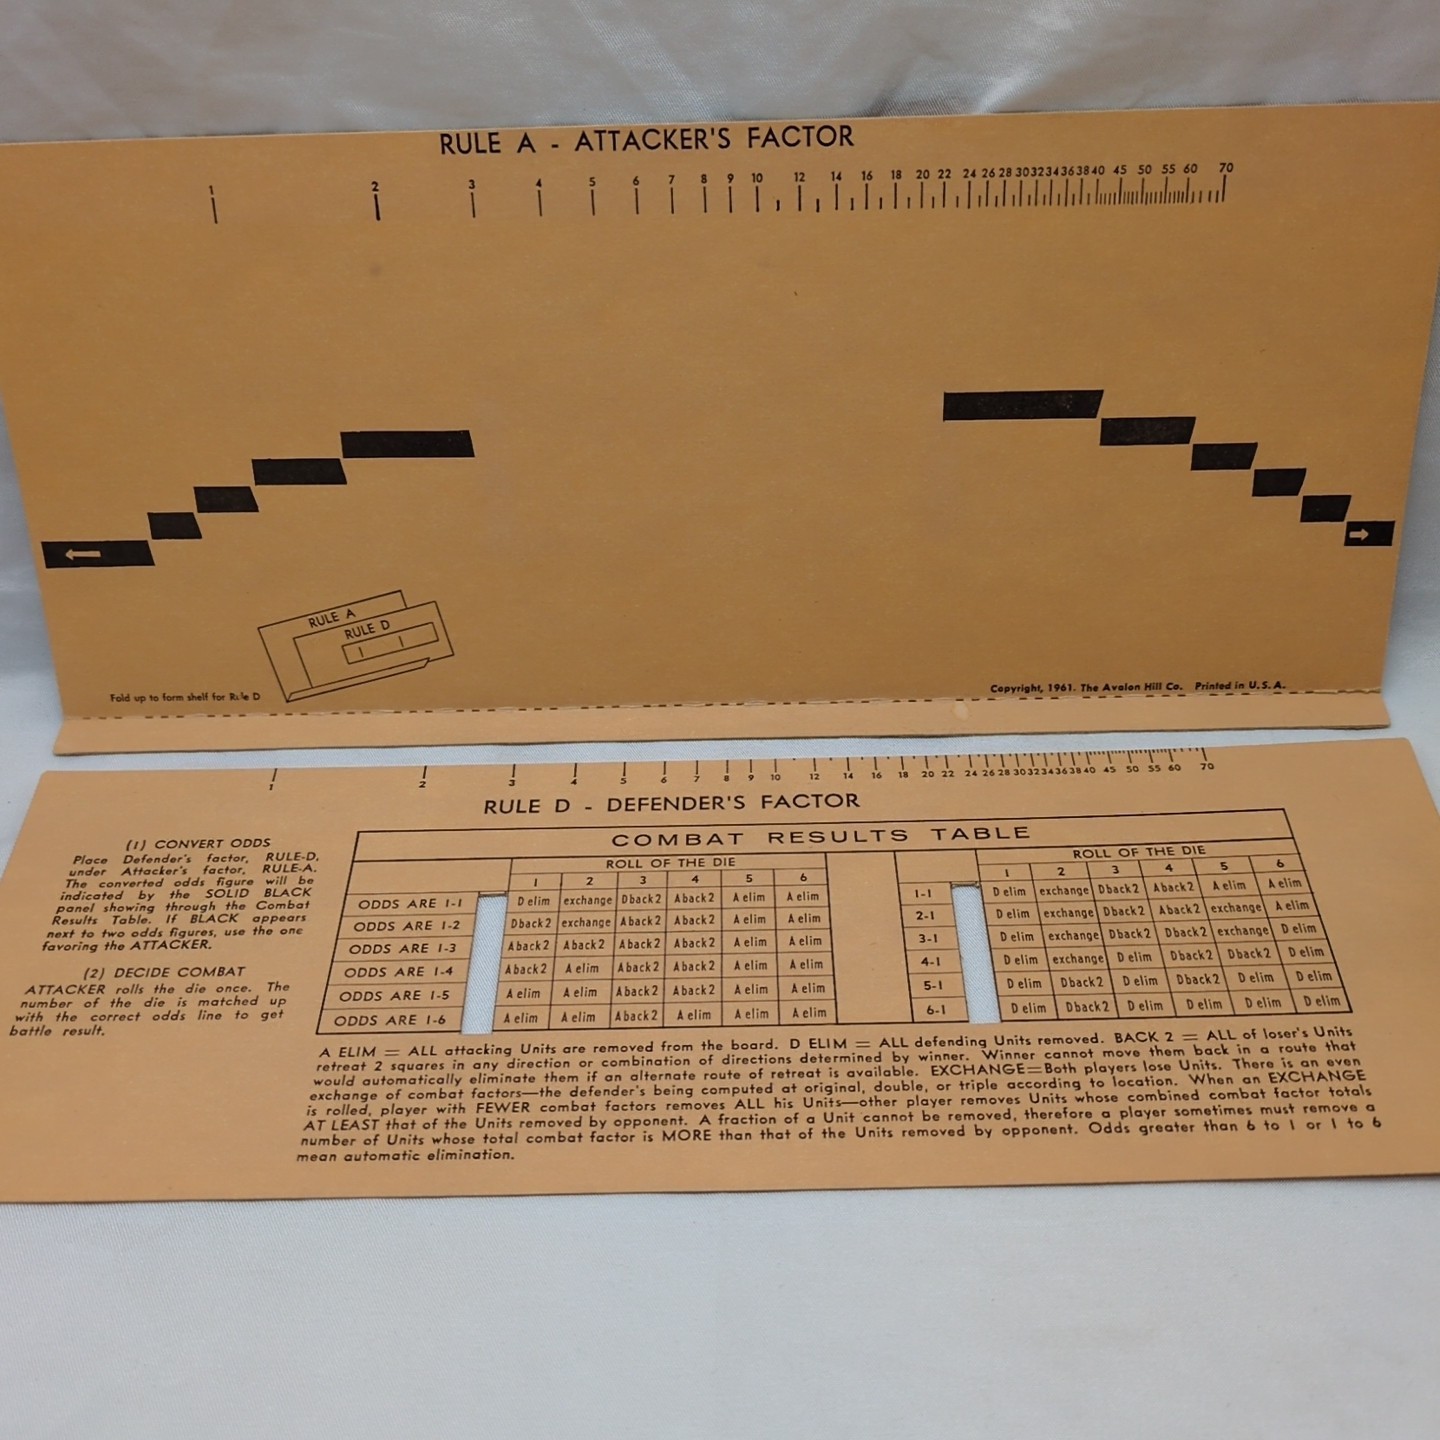 RULE A - ATTACKER'S FACTOR
1 2 3 4 5 6 7 8 9 10 12 14 16 18 20 22 24 26 28 30 32 34 36 38 40 45 50 55 60 70
RULE A
RULE D
Fold up to form shelf for Rule D
Copyright, 1961. The Avalon Hill Co. Printed in U.S.A.
1 2 3 4 5 6 7 8 9 10 12 14 16 18 20 22 24 26 28 30 32 34 36 38 40 45 50 55 60 70
RULE D - DEFENDER'S FACTOR
(1) CONVERT ODDS
Place Defender's factor, RULE-D,
under Attacker's factor, RULE-A.
The converted odds figure will be
indicated by the SOLID BLACK
panel showing through the Combat
Results Table. If BLACK appears
next to two odds figures, use the one
favoring the ATTACKER.
(2) DECIDE COMBAT
ATTACKER rolls the die once. The
number of the die is matched up
with the correct odds line to get
battle result.
COMBAT RESULTS TABLE
ROLL OF THE DIE
1 2 3 4 5 6
ODDS ARE 1-1 D elim exchange Dback2 Aback2 A elim A elim
ODDS ARE 1-2 Dback2 exchange Dback2 Aback2 A elim A elim
ODDS ARE 1-3 Aback2 Aback2 Aback2 Aback2 A elim A elim
ODDS ARE 1-4 Aback2 A elim Aback2 Aback2 A elim A elim
ODDS ARE 1-5 A elim A elim Aback2 Aback2 A elim A elim
ODDS ARE 1-6 A elim A elim Aback2 A elim A elim A elim
ROLL OF THE DIE
1 2 3 4 5 6
1-1 D elim exchange Dback2 Aback2 A elim A elim
2-1 D elim exchange Dback2 Aback2 exchange A elim
3-1 D elim exchange Dback2 Dback2 exchange D elim
4-1 D elim exchange D elim Dback2 Dback2 D elim
5-1 D elim Dback2 D elim Dback2 D elim D elim
6-1 D elim Dback2 D elim D elim D elim D elim
A ELIM = ALL attacking Units are removed from the board. D ELIM = ALL defending Units removed. BACK 2 = ALL of loser's Units
retreat 2 squares in any direction or combination of directions determined by winner. Winner cannot move them back in a route that
would automatically eliminate them if an alternate route of retreat is available. EXCHANGE=Both players lose Units. There is an even
exchange of combat factors—the defender's being computed at original, double, or triple according to location. When an EXCHANGE
is rolled, player with FEWER combat factors removes ALL his Units—other player removes Units whose combined combat factor totals
AT LEAST that of the Units removed by opponent. A fraction of a Unit cannot be removed, therefore a player sometimes must remove a
number of Units whose total combat factor is MORE than that of the Units removed by opponent. Odds greater than 6 to 1 or 1 to 6
mean automatic elimination.